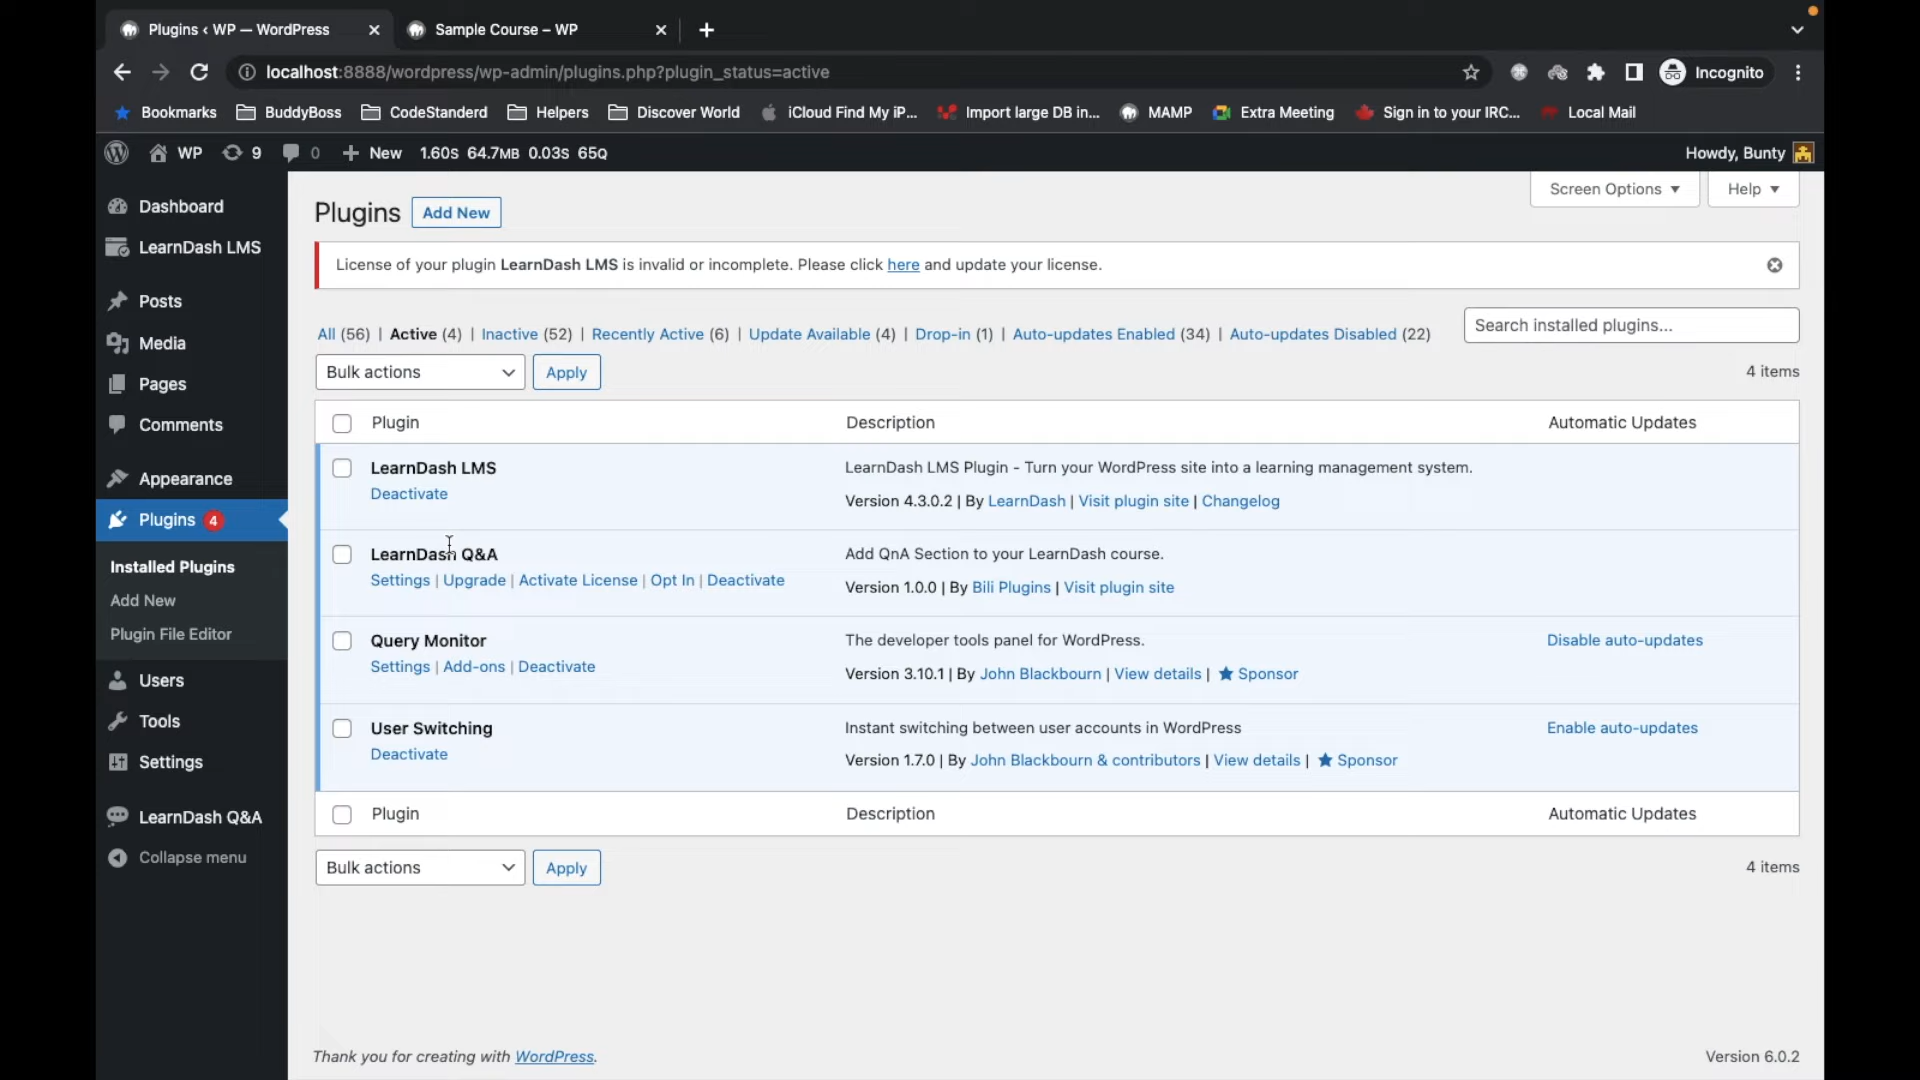 Plugins ‹ WP — WordPress
Sample Course – WP
localhost:8888/wordpress/wp-admin/plugins.php?plugin_status=active
Incognito
Bookmarks
BuddyBoss
CodeStanderd
Helpers
Discover World
iCloud Find My iP...
Import large DB in...
MAMP
Extra Meeting
Sign in to your IRC...
Local Mail
WP
9
0
New
1.60S 64.7MB 0.03S 65Q
Howdy, Bunty
Dashboard
LearnDash LMS
Posts
Media
Pages
Comments
Appearance
Plugins 4
Installed Plugins
Add New
Plugin File Editor
Users
Tools
Settings
LearnDash Q&A
Collapse menu
Screen Options
Help
Plugins
Add New
License of your plugin LearnDash LMS is invalid or incomplete. Please click here and update your license.
All (56) | Active (4) | Inactive (52) | Recently Active (6) | Update Available (4) | Drop-in (1) | Auto-updates Enabled (34) | Auto-updates Disabled (22)
Search installed plugins...
Bulk actions
Apply
4 items
Plugin
Description
Automatic Updates
LearnDash LMS
Deactivate
LearnDash LMS Plugin - Turn your WordPress site into a learning management system.
Version 4.3.0.2 | By LearnDash | Visit plugin site | Changelog
LearnDash Q&A
Settings | Upgrade | Activate License | Opt In | Deactivate
Add QnA Section to your LearnDash course.
Version 1.0.0 | By Bili Plugins | Visit plugin site
Query Monitor
Settings | Add-ons | Deactivate
The developer tools panel for WordPress.
Version 3.10.1 | By John Blackbourn | View details | Sponsor
Disable auto-updates
User Switching
Deactivate
Instant switching between user accounts in WordPress
Version 1.7.0 | By John Blackbourn & contributors | View details | Sponsor
Enable auto-updates
Plugin
Description
Automatic Updates
Bulk actions
Apply
4 items
Thank you for creating with WordPress.
Version 6.0.2